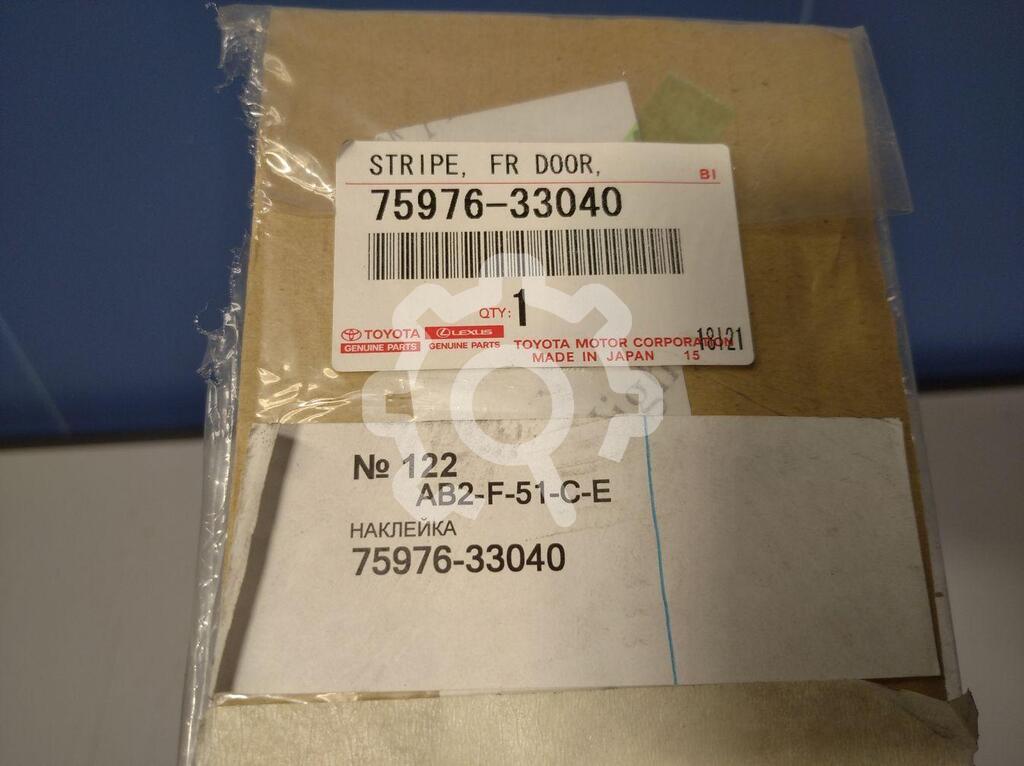 STRIPE, FR DOOR,
BI
75976-33040
QTY: 1
TOYOTA
GENUINE PARTS
LEXUS
GENUINE PARTS
TOYOTA MOTOR CORPORATION
18121
MADE IN JAPAN 15
№ 122
AB2-F-51-C-E
НАКЛЕЙКА
75976-33040